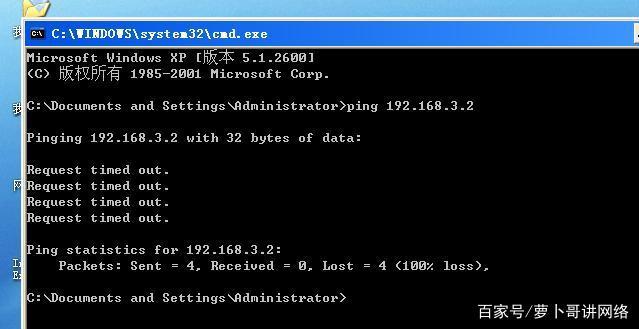 C:\WINDOWS\system32\cmd.exe
Microsoft Windows XP [版本 5.1.2600]
(C) 版权所有 1985-2001 Microsoft Corp.
C:\Documents and Settings\Administrator>ping 192.168.3.2
Pinging 192.168.3.2 with 32 bytes of data:
Request timed out.
Request timed out.
Request timed out.
Request timed out.
Ping statistics for 192.168.3.2:
Packets: Sent = 4, Received = 0, Lost = 4 (100% loss),
C:\Documents and Settings\Administrator>
百家号/萝卜哥讲网络